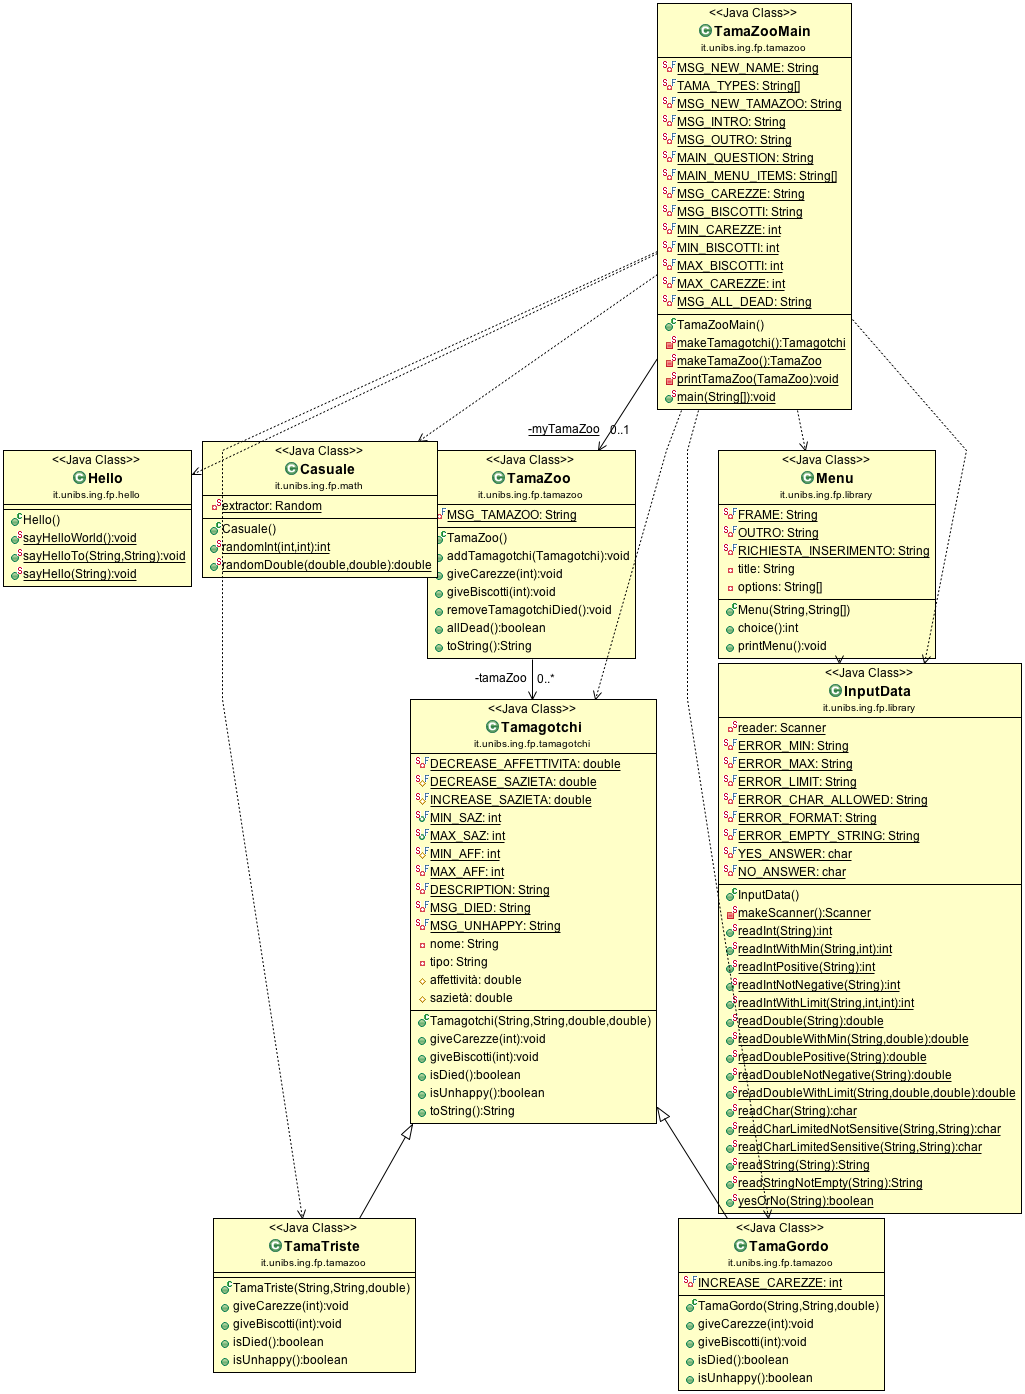 <<Java Class>>
TamaZooMain
it.unibs.ing.fp.tamazoo
MSG_NEW_NAME: String
TAMA_TYPES: String[]
MSG_NEW_TAMAZOO: String
MSG_INTRO: String
MSG_OUTRO: String
MAIN_QUESTION: String
MAIN_MENU_ITEMS: String[]
MSG_CAREZZE: String
MSG_BISCOTTI: String
MIN_CAREZZE: int
MIN_BISCOTTI: int
MAX_BISCOTTI: int
MAX_CAREZZE: int
MSG_ALL_DEAD: String
TamaZooMain()
makeTamagotchi():Tamagotchi
makeTamaZoo():TamaZoo
printTamaZoo(TamaZoo):void
main(String[]):void
-myTamaZoo
0..1
<<Java Class>>
Hello
it.unibs.ing.fp.hello
Hello()
sayHelloWorld():void
sayHelloTo(String,String):void
sayHello(String):void
<<Java Class>>
Casuale
it.unibs.ing.fp.math
extractor: Random
Casuale()
randomInt(int,int):int
randomDouble(double,double):double
<<Java Class>>
TamaZoo
it.unibs.ing.fp.tamazoo
MSG_TAMAZOO: String
TamaZoo()
addTamagotchi(Tamagotchi):void
giveCarezze(int):void
giveBiscotti(int):void
removeTamagotchiDied():void
allDead():boolean
toString():String
<<Java Class>>
Menu
it.unibs.ing.fp.library
FRAME: String
OUTRO: String
RICHIESTA_INSERIMENTO: String
title: String
options: String[]
Menu(String,String[])
choice():int
printMenu():void
-tamaZoo
0..*
<<Java Class>>
Tamagotchi
it.unibs.ing.fp.tamagotchi
DECREASE_AFFETTIVITA: double
DECREASE_SAZIETA: double
INCREASE_SAZIETA: double
MIN_SAZ: int
MAX_SAZ: int
MIN_AFF: int
MAX_AFF: int
DESCRIPTION: String
MSG_DIED: String
MSG_UNHAPPY: String
nome: String
tipo: String
affettività: double
sazietà: double
Tamagotchi(String,String,double,double)
giveCarezze(int):void
giveBiscotti(int):void
isDied():boolean
isUnhappy():boolean
toString():String
<<Java Class>>
InputData
it.unibs.ing.fp.library
reader: Scanner
ERROR_MIN: String
ERROR_MAX: String
ERROR_LIMIT: String
ERROR_CHAR_ALLOWED: String
ERROR_FORMAT: String
ERROR_EMPTY_STRING: String
YES_ANSWER: char
NO_ANSWER: char
InputData()
makeScanner():Scanner
readInt(String):int
readIntWithMin(String,int):int
readIntPositive(String):int
readIntNotNegative(String):int
readIntWithLimit(String,int,int):int
readDouble(String):double
readDoubleWithMin(String,double):double
readDoublePositive(String):double
readDoubleNotNegative(String):double
readDoubleWithLimit(String,double,double):double
readChar(String):char
readCharLimitedNotSensitive(String,String):char
readCharLimitedSensitive(String,String):char
readString(String):String
readStringNotEmpty(String):String
yesOrNo(String):boolean
<<Java Class>>
TamaTriste
it.unibs.ing.fp.tamazoo
TamaTriste(String,String,double)
giveCarezze(int):void
giveBiscotti(int):void
isDied():boolean
isUnhappy():boolean
<<Java Class>>
TamaGordo
it.unibs.ing.fp.tamazoo
INCREASE_CAREZZE: int
TamaGordo(String,String,double)
giveCarezze(int):void
giveBiscotti(int):void
isDied():boolean
isUnhappy():boolean